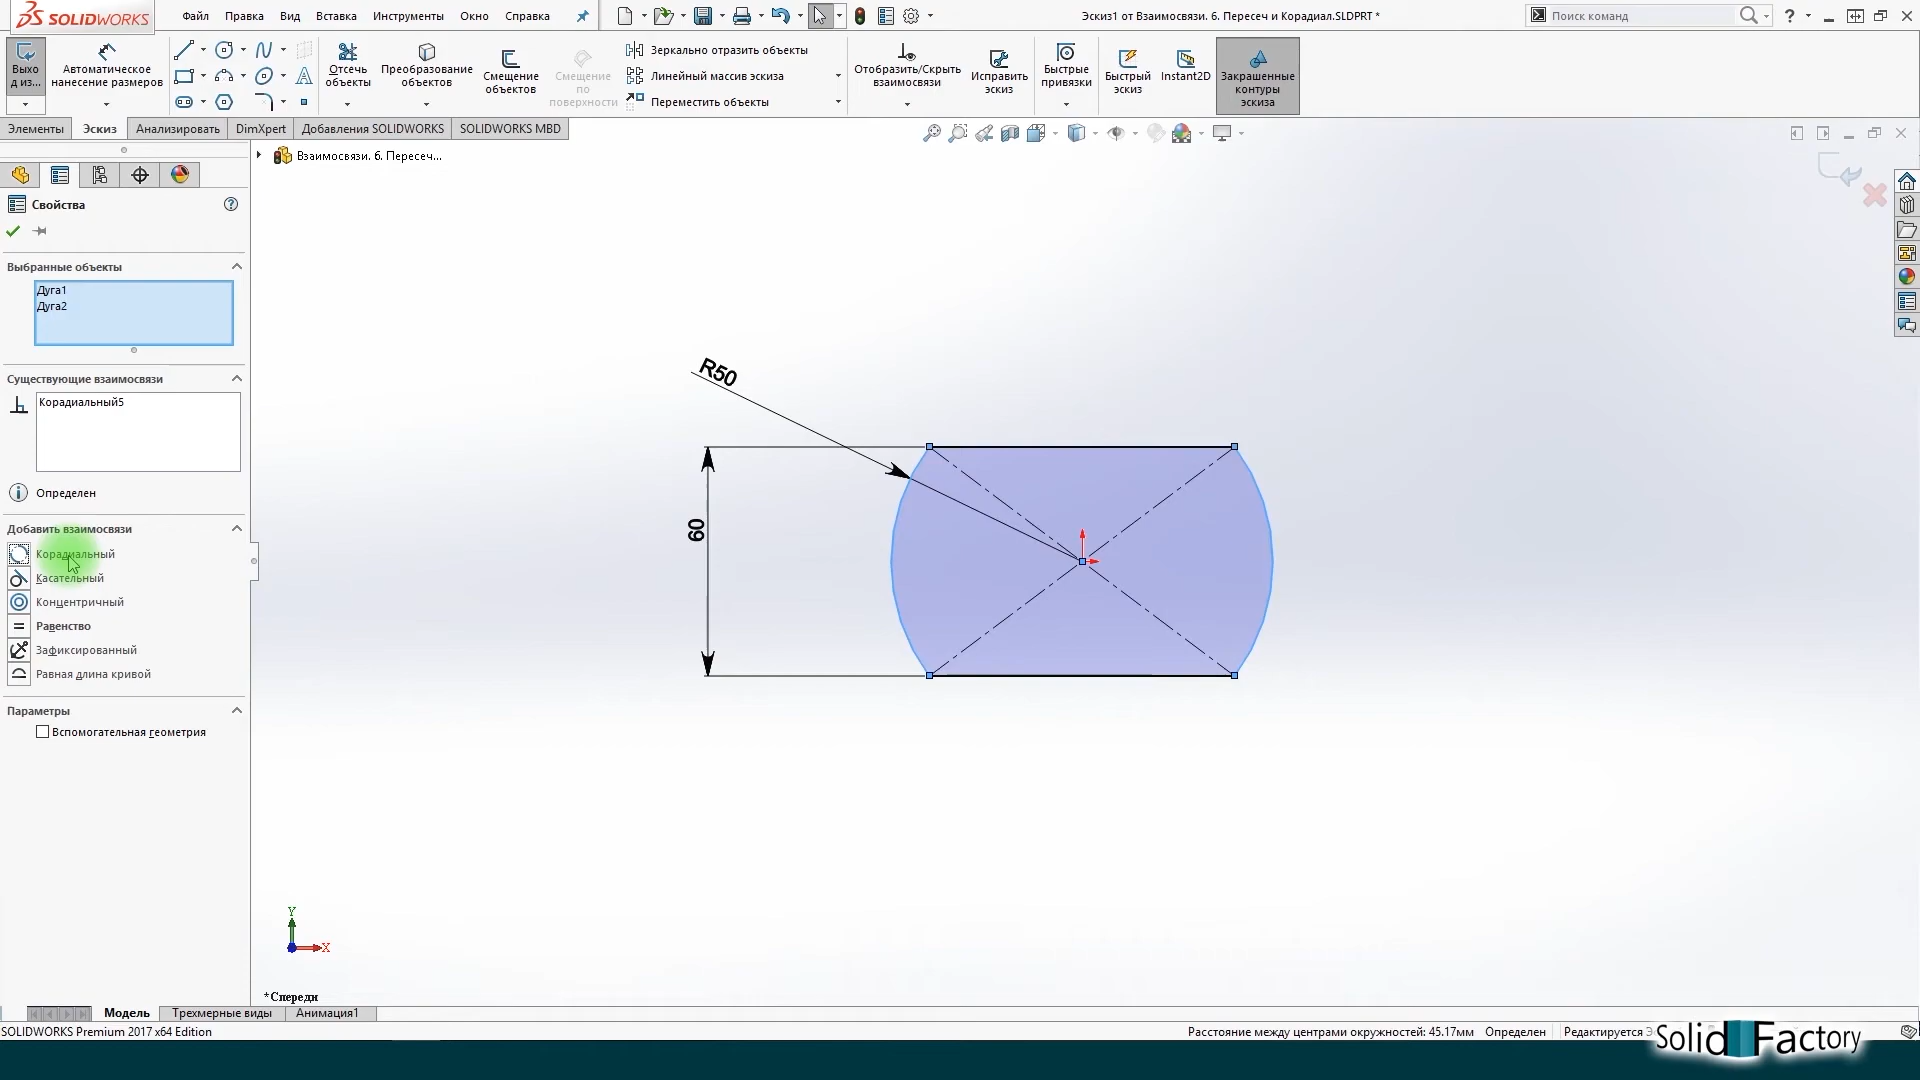 SOLIDWORKS
Файл Правка Вид Вставка Инструменты Окно Справка
Эскиз1 от Взаимосвязи. 6. Пересеч и Корадиал.SLDPRT *
Поиск команд
Выхо
д из...
Автоматическое
нанесение размеров
Отсечь
объекты
Преобразование
объектов
Смещение
объектов
Смещение
по
поверхности
Зеркально отразить объекты
Линейный массив эскиза
Переместить объекты
Отобразить/Скрыть
взаимосвязи
Исправить
эскиз
Быстрые
привязки
Быстрый
эскиз
Instant2D
Закрашенные
контуры
эскиза
Элементы Эскиз Анализировать DimXpert Добавления SOLIDWORKS SOLIDWORKS MBD
Взаимосвязи. 6. Пересеч...
Свойства
Выбранные объекты
Дуга1
Дуга2
Существующие взаимосвязи
Корадиальный5
Определен
Добавить взаимосвязи
Корадиальный
Касательный
Концентричный
Равенство
Зафиксированный
Равная длина кривой
Параметры
Вспомогательная геометрия
R50
60
Y
X
*Спереди
Модель Трехмерные виды Анимация1
SOLIDWORKS Premium 2017 x64 Edition
Расстояние между центрами окружностей: 45.17мм Определен Редактируется
Solid Factory